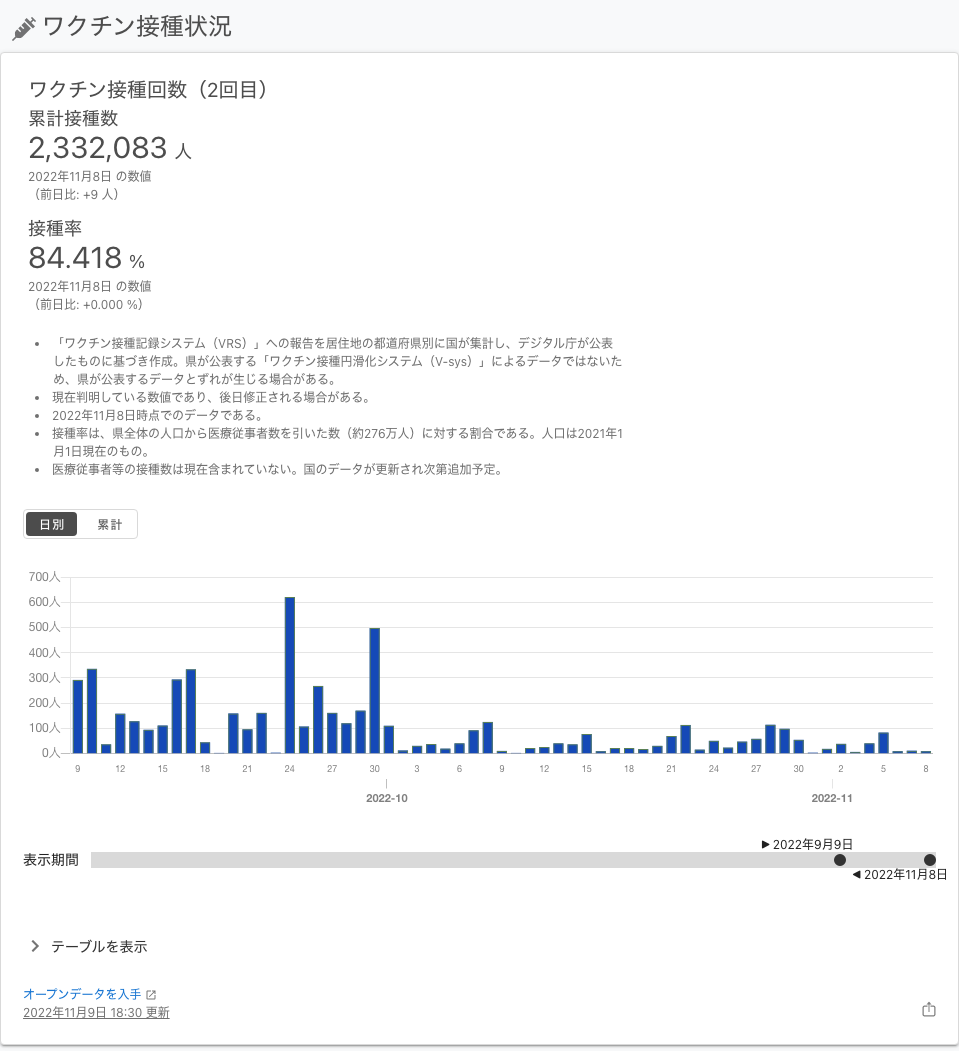 ワクチン接種状況
ワクチン接種回数（2回目）
累計接種数
2,332,083 人
2022年11月8日 の数値
（前日比: +9 人）
接種率
84.418 %
2022年11月8日 の数値
（前日比: +0.000 %）
• 「ワクチン接種記録システム（VRS）」への報告を居住地の都道府県別に国が集計し、デジタル庁が公表
したものに基づき作成。県が公表する「ワクチン接種円滑化システム（V-sys）」によるデータではないた
め、県が公表するデータとずれが生じる場合がある。
• 現在判明している数値であり、後日修正される場合がある。
• 2022年11月8日時点でのデータである。
• 接種率は、県全体の人口から医療従事者数を引いた数（約276万人）に対する割合である。人口は2021年1
月1日現在のもの。
• 医療従事者等の接種数は現在含まれていない。国のデータが更新され次第追加予定。
日別 累計
700人
600人
500人
400人
300人
200人
100人
0人
9 12 15 18 21 24 27 30 3 6 9 12 15 18 21 24 27 30 2 5 8
2022-10 2022-11
2022年9月9日
表示期間
2022年11月8日
テーブルを表示
オープンデータを入手
2022年11月9日 18:30 更新